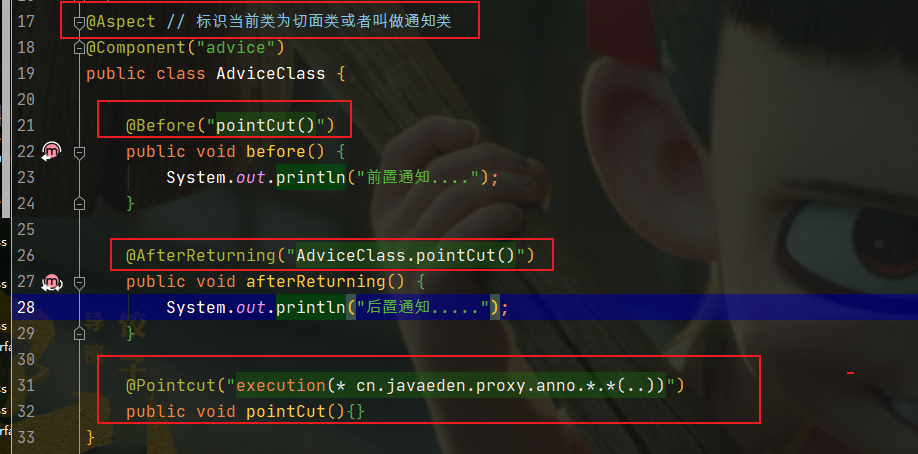 17 @Aspect // 标识当前类为切面类或者叫做通知类
18 @Component("advice")
19 public class AdviceClass {
20
21 @Before("pointCut()")
22 public void before() {
23 System.out.println("前置通知....");
24 }
25
26 @AfterReturning("AdviceClass.pointCut()")
27 public void afterReturning() {
28 System.out.println("后置通知.....");
29 }
30
31 @Pointcut("execution(* cn.javaeden.proxy.anno.*.*(..))")
32 public void pointCut(){}
33 }